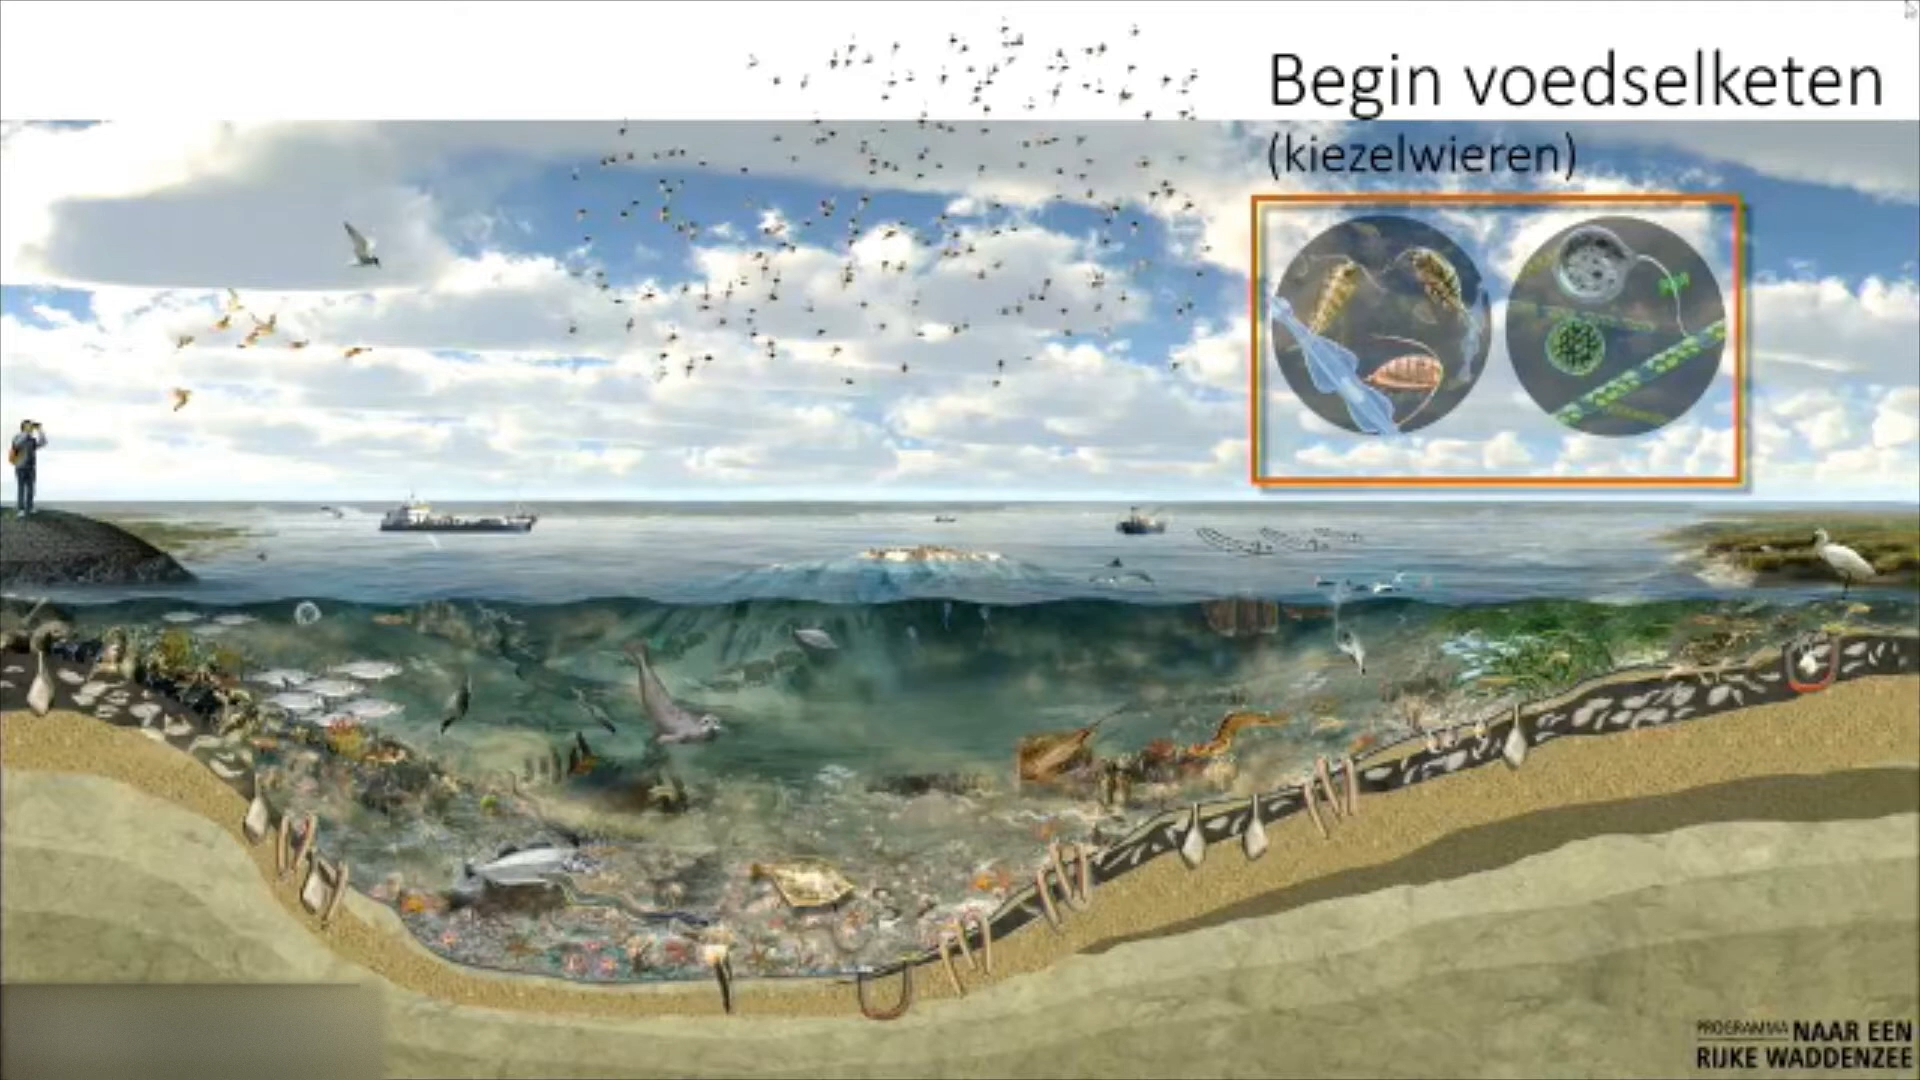 Begin voedselketen
(kiezelwieren)
PROGRAMMA NAAR EEN
RIJKE WADDENZEE